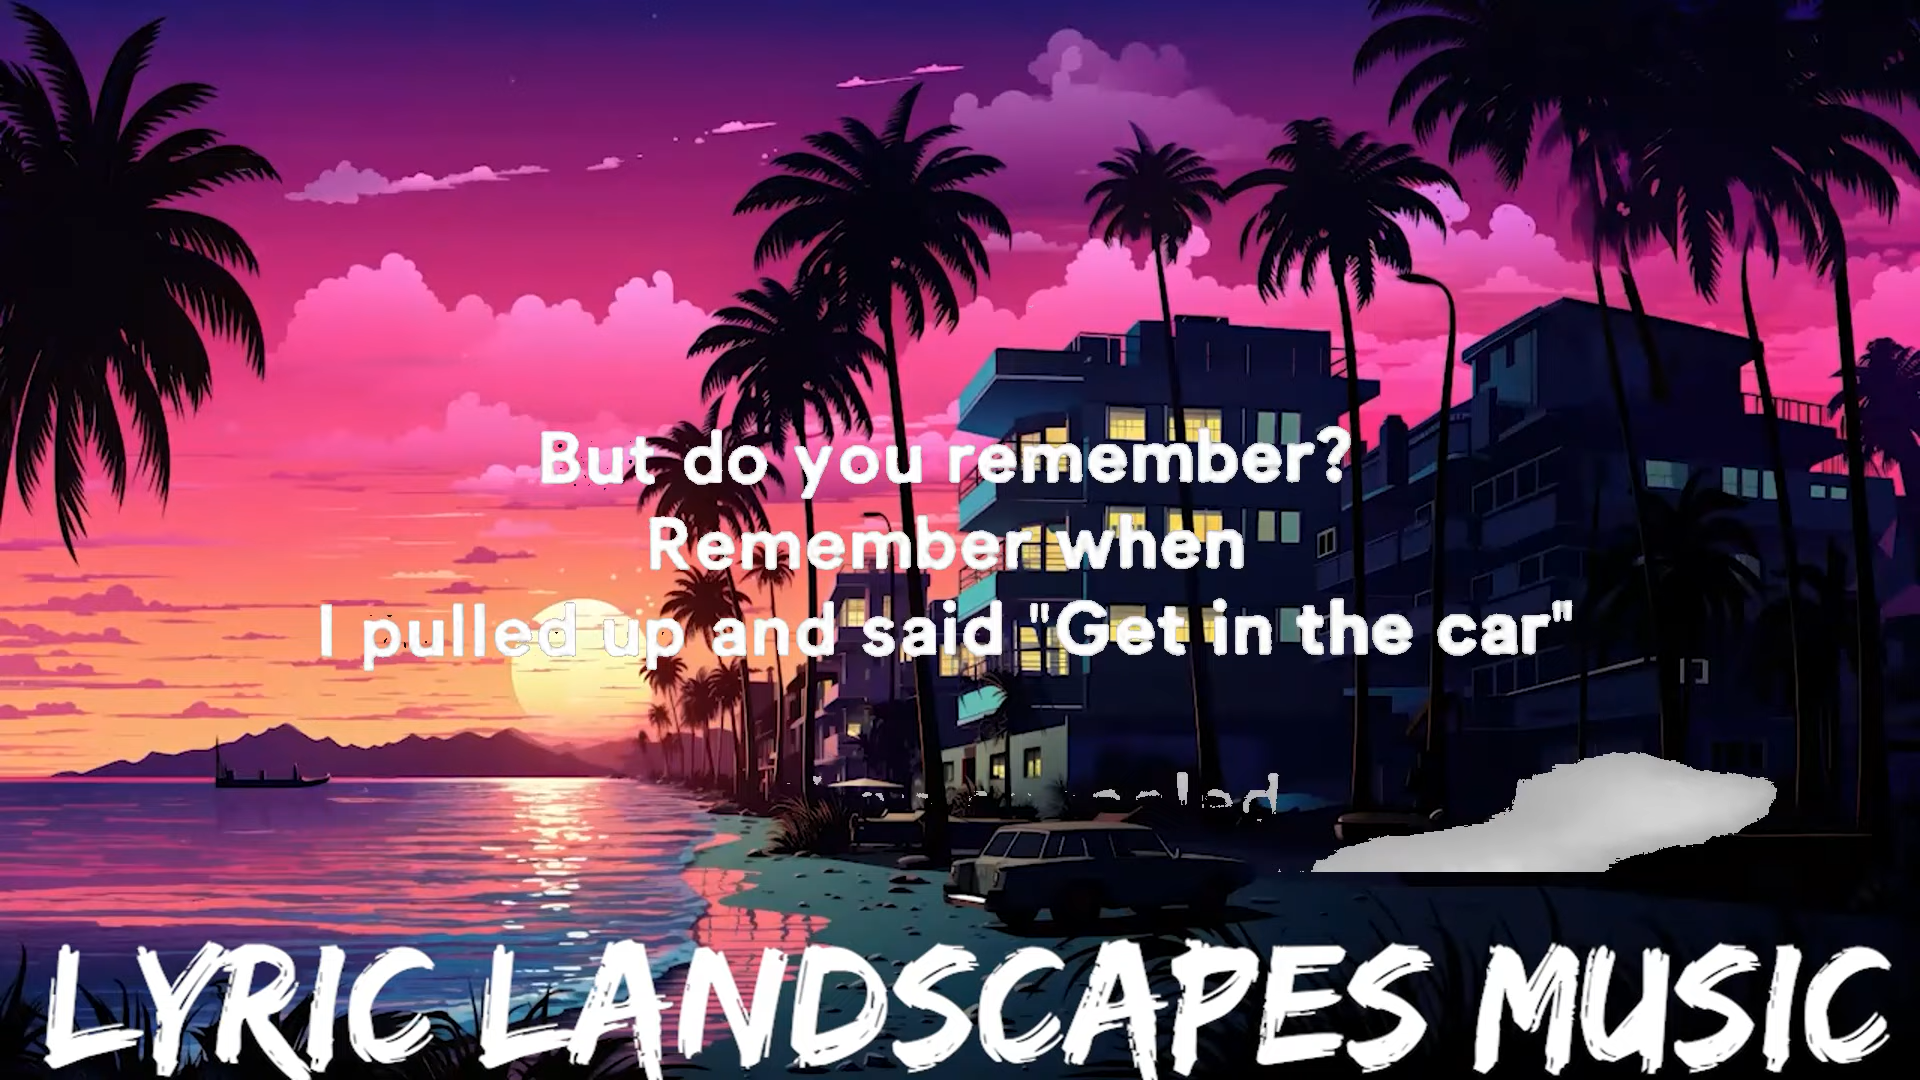 But do you remember?
Remember when
I pulled up and said "Get in the car"
LYRIC LANDSCAPES MUSIC